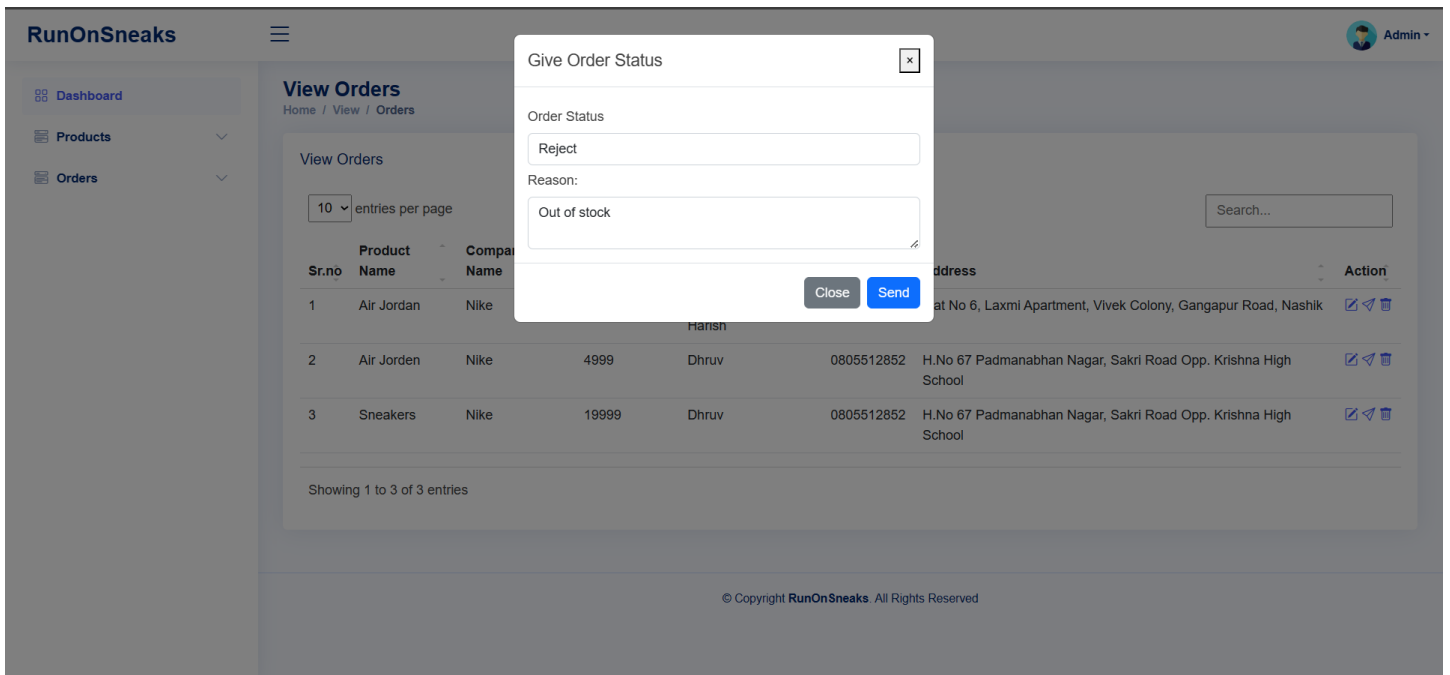 RunOnSneaks
Admin
Dashboard
Products
Orders
View Orders
Home / View / Orders
View Orders
10 entries per page
Search...
Give Order Status
×
Order Status
Reject
Reason:
Out of stock
Close Send
Sr.no Product Name Name Action
1 Air Jordan Nike Harish at No 6, Laxmi Apartment, Vivek Colony, Gangapur Road, Nashik
2 Air Jorden Nike 4999 Dhruv 0805512852 H.No 67 Padmanabhan Nagar, Sakri Road Opp. Krishna High
School
3 Sneakers Nike 19999 Dhruv 0805512852 H.No 67 Padmanabhan Nagar, Sakri Road Opp. Krishna High
School
Showing 1 to 3 of 3 entries
© Copyright RunOnSneaks. All Rights Reserved